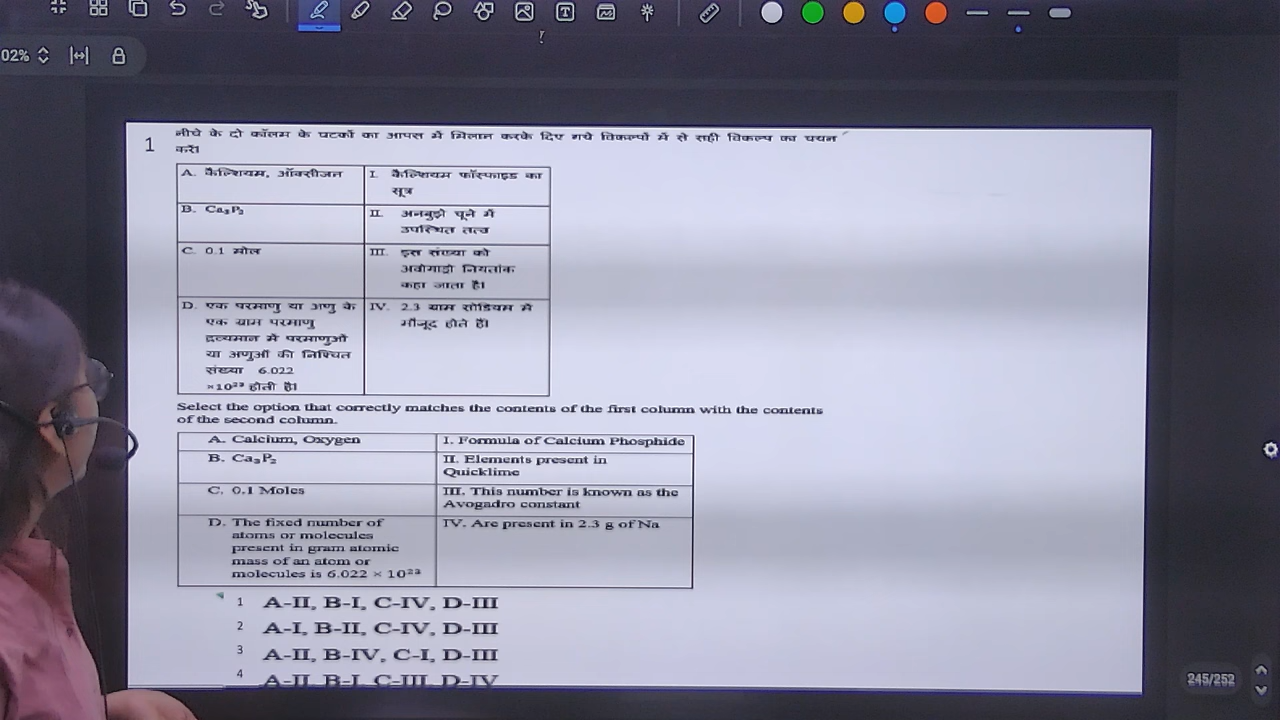 02%
1
नीचे के दो कॉलम के घटकों का आपस में मिलान करके दिए गये विकल्पों में से सही विकल्प का चयन
करें।
A. कैल्शियम, ऑक्सीजन
I. कैल्शियम फॉस्फाइड का
सूत्र
B. Ca₃P₂
II. अनबुझे चूने में
उपस्थित तत्व
C. 0.1 मोल
III. इस संख्या को
अवोगाद्रो नियतांक
कहा जाता है।
D. एक परमाणु या अणु के
एक ग्राम परमाणु
द्रव्यमान में परमाणुओं
या अणुओं की निश्चित
संख्या 6.022
×10²³ होती है।
IV. 2.3 ग्राम सोडियम में
मौजूद होते हैं।
Select the option that correctly matches the contents of the first column with the contents
of the second column.
A. Calcium, Oxygen
I. Formula of Calcium Phosphide
B. Ca₃P₂
II. Elements present in
Quicklime
C. 0.1 Moles
III. This number is known as the
Avogadro constant
D. The fixed number of
atoms or molecules
present in gram atomic
mass of an atom or
molecules is 6.022 × 10²³
IV. Are present in 2.3 g of Na
1 A-II, B-I, C-IV, D-III
2 A-I, B-II, C-IV, D-III
3 A-II, B-IV, C-I, D-III
4 A-II, B-I, C-III, D-IV
245/252